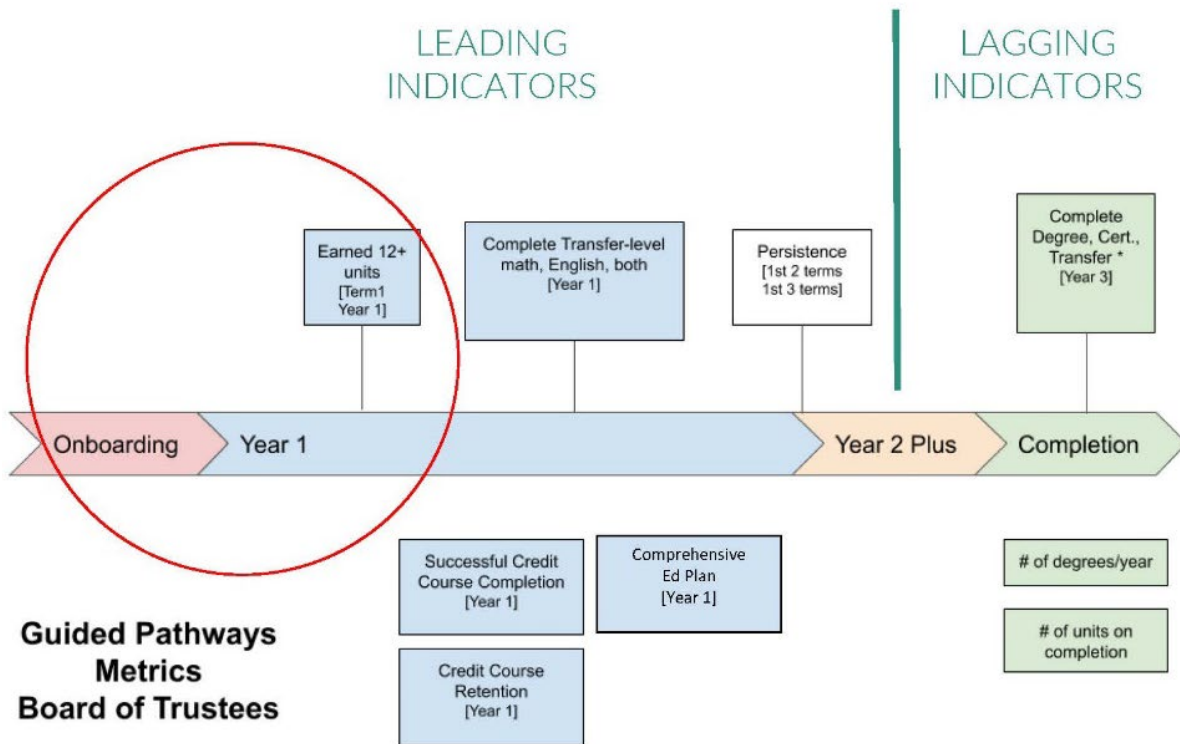 LEADING
INDICATORS
LAGGING
INDICATORS
Earned 12+
units
[Term1
Year 1]
Complete Transfer-level
math, English, both
[Year 1]
Persistence
[1st 2 terms
1st 3 terms]
Complete
Degree, Cert.,
Transfer *
[Year 3]
Onboarding
Year 1
Year 2 Plus
Completion
Successful Credit
Course Completion
[Year 1]
Comprehensive
Ed Plan
[Year 1]
# of degrees/year
# of units on
completion
Credit Course
Retention
[Year 1]
Guided Pathways
Metrics
Board of Trustees